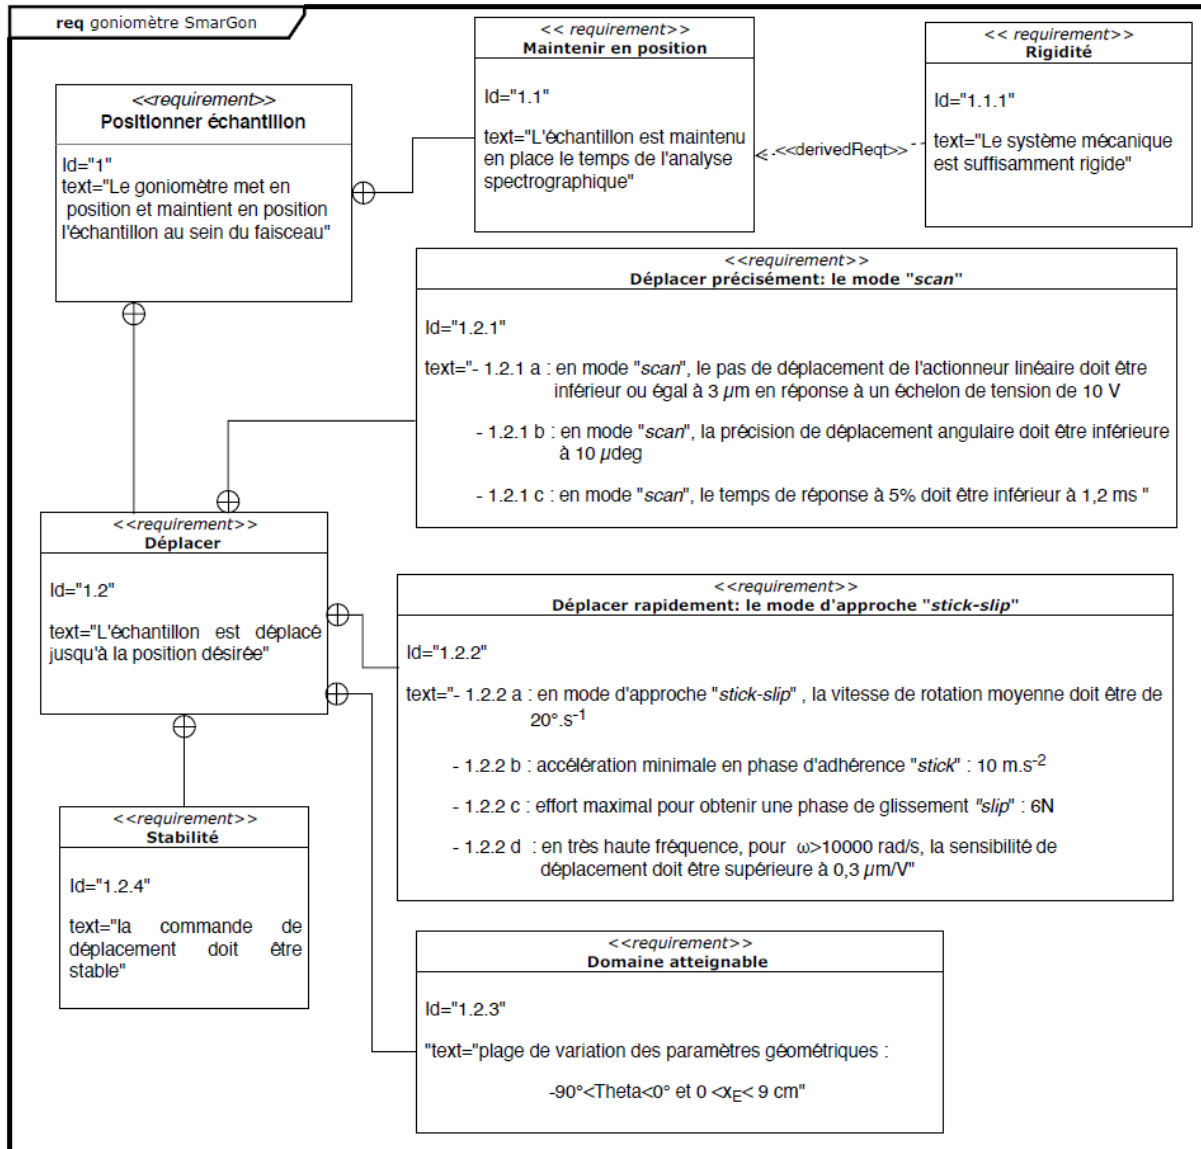 req goniomètre SmarGon
<<requirement>>
Positionner échantillon
Id="1"
text="Le goniomètre met en
position et maintient en position
l'échantillon au sein du faisceau"
<< requirement>>
Maintenir en position
Id="1.1"
text="L'échantillon est maintenu
en place le temps de l'analyse
spectrographique"
<<derivedReqt>>
<< requirement>>
Rigidité
Id="1.1.1"
text="Le système mécanique
est suffisamment rigide"
<<requirement>>
Déplacer précisément: le mode "scan"
Id="1.2.1"
text="- 1.2.1 a : en mode "scan", le pas de déplacement de l'actionneur linéaire doit être
inférieur ou égal à 3 µm en réponse à un échelon de tension de 10 V
- 1.2.1 b : en mode "scan", la précision de déplacement angulaire doit être inférieure
à 10 µdeg
- 1.2.1 c : en mode "scan", le temps de réponse à 5% doit être inférieur à 1,2 ms "
<<requirement>>
Déplacer
Id="1.2"
text="L'échantillon est déplacé
jusqu'à la position désirée"
<<requirement>>
Déplacer rapidement: le mode d'approche "stick-slip"
Id="1.2.2"
text="- 1.2.2 a : en mode d'approche "stick-slip" , la vitesse de rotation moyenne doit être de
20°.s-1
- 1.2.2 b : accélération minimale en phase d'adhérence "stick" : 10 m.s-2
- 1.2.2 c : effort maximal pour obtenir une phase de glissement "slip" : 6N
- 1.2.2 d : en très haute fréquence, pour ω>10000 rad/s, la sensibilité de
déplacement doit être supérieure à 0,3 µm/V"
<<requirement>>
Stabilité
Id="1.2.4"
text="la commande de
déplacement doit être
stable"
<<requirement>>
Domaine atteignable
Id="1.2.3"
"text="plage de variation des paramètres géométriques :
-90°<Theta<0° et 0 <xE< 9 cm"